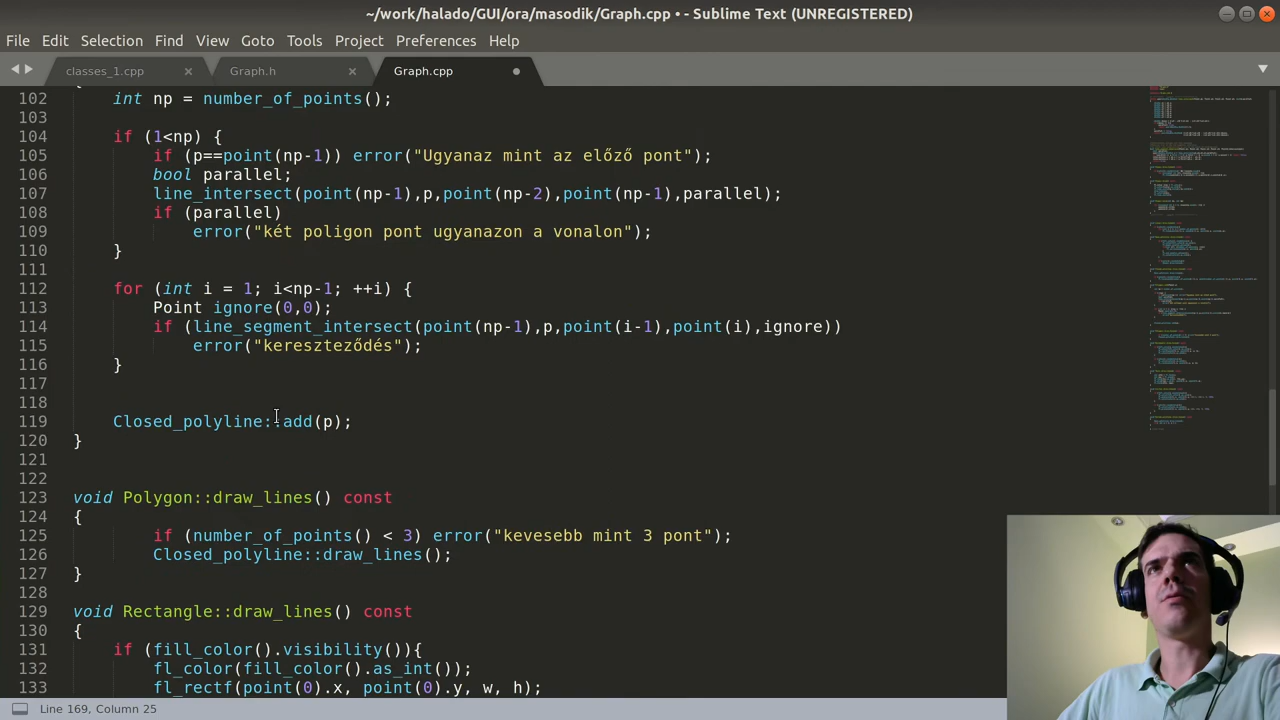 ~/work/halado/GUI/ora/masodik/Graph.cpp • - Sublime Text (UNREGISTERED)
File Edit Selection Find View Goto Tools Project Preferences Help
classes_1.cpp Graph.h Graph.cpp
{
102 int np = number_of_points();
103
104 if (1<np) {
105 if (p==point(np-1)) error("Ugyanaz mint az előző pont");
106 bool parallel;
107 line_intersect(point(np-1),p,point(np-2),point(np-1),parallel);
108 if (parallel)
109 error("két poligon pont ugyanazon a vonalon");
110 }
111
112 for (int i = 1; i<np-1; ++i) {
113 Point ignore(0,0);
114 if (line_segment_intersect(point(np-1),p,point(i-1),point(i),ignore))
115 error("kereszteződés");
116 }
117
118
119 Closed_polyline::add(p);
120 }
121
122
123 void Polygon::draw_lines() const
124 {
125 if (number_of_points() < 3) error("kevesebb mint 3 pont");
126 Closed_polyline::draw_lines();
127 }
128
129 void Rectangle::draw_lines() const
130 {
131 if (fill_color().visibility()){
132 fl_color(fill_color().as_int());
133 fl_rectf(point(0).x, point(0).y, w, h);
Line 169, Column 25